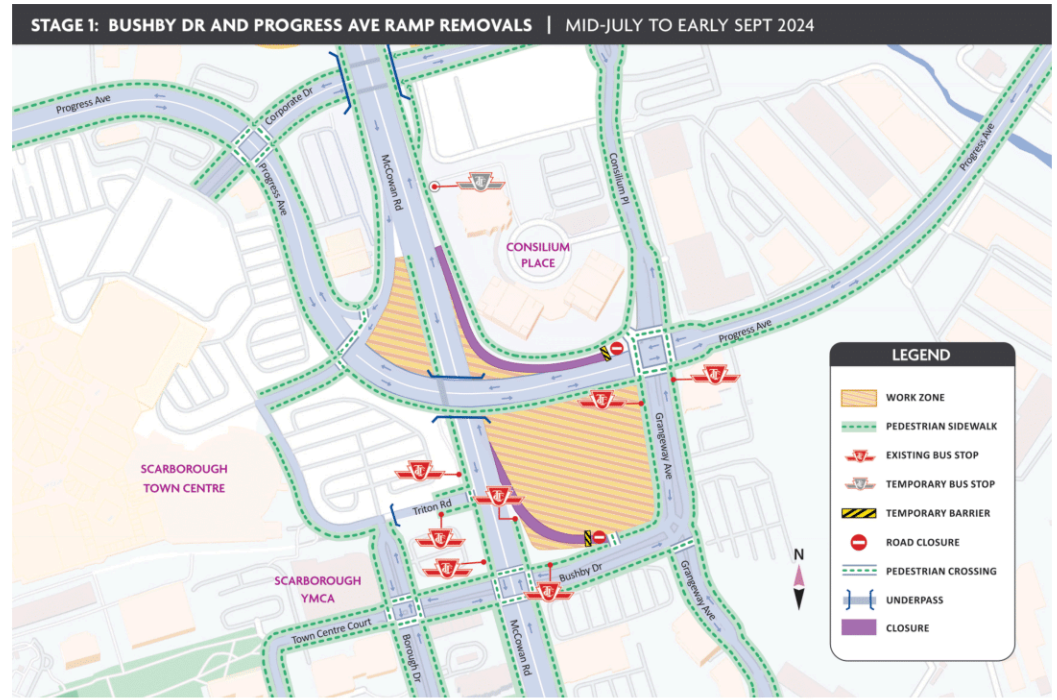 STAGE 1: BUSHBY DR AND PROGRESS AVE RAMP REMOVALS | MID-JULY TO EARLY SEPT 2024
Progress Ave
Corporate Dr
Progress Ave
McCowan Rd
Consilium Pl
Progress Ave
CONSILIUM
PLACE
Progress Ave
Grangeway Ave
SCARBOROUGH
TOWN CENTRE
Triton Rd
SCARBOROUGH
YMCA
Bushby Dr
Grangeway Ave
Town Centre Court
Borough Dr
McCowan Rd
LEGEND
WORK ZONE
PEDESTRIAN SIDEWALK
EXISTING BUS STOP
TEMPORARY BUS STOP
TEMPORARY BARRIER
ROAD CLOSURE
PEDESTRIAN CROSSING
UNDERPASS
CLOSURE
N